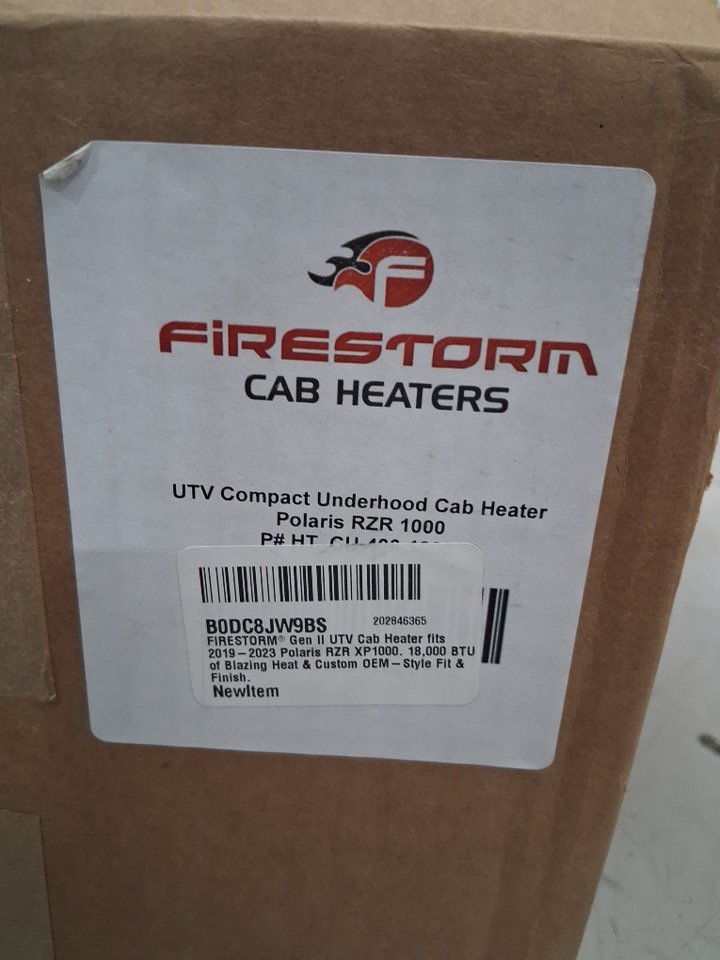 F
FiRESTORM
CAB HEATERS
UTV Compact Underhood Cab Heater
Polaris RZR 1000
P# HT
B0DC8JW9BS 202846365
FIRESTORM® Gen II UTV Cab Heater fits
2019–2023 Polaris RZR XP1000. 18,000 BTU
of Blazing Heat & Custom OEM–Style Fit &
Finish.
NewItem